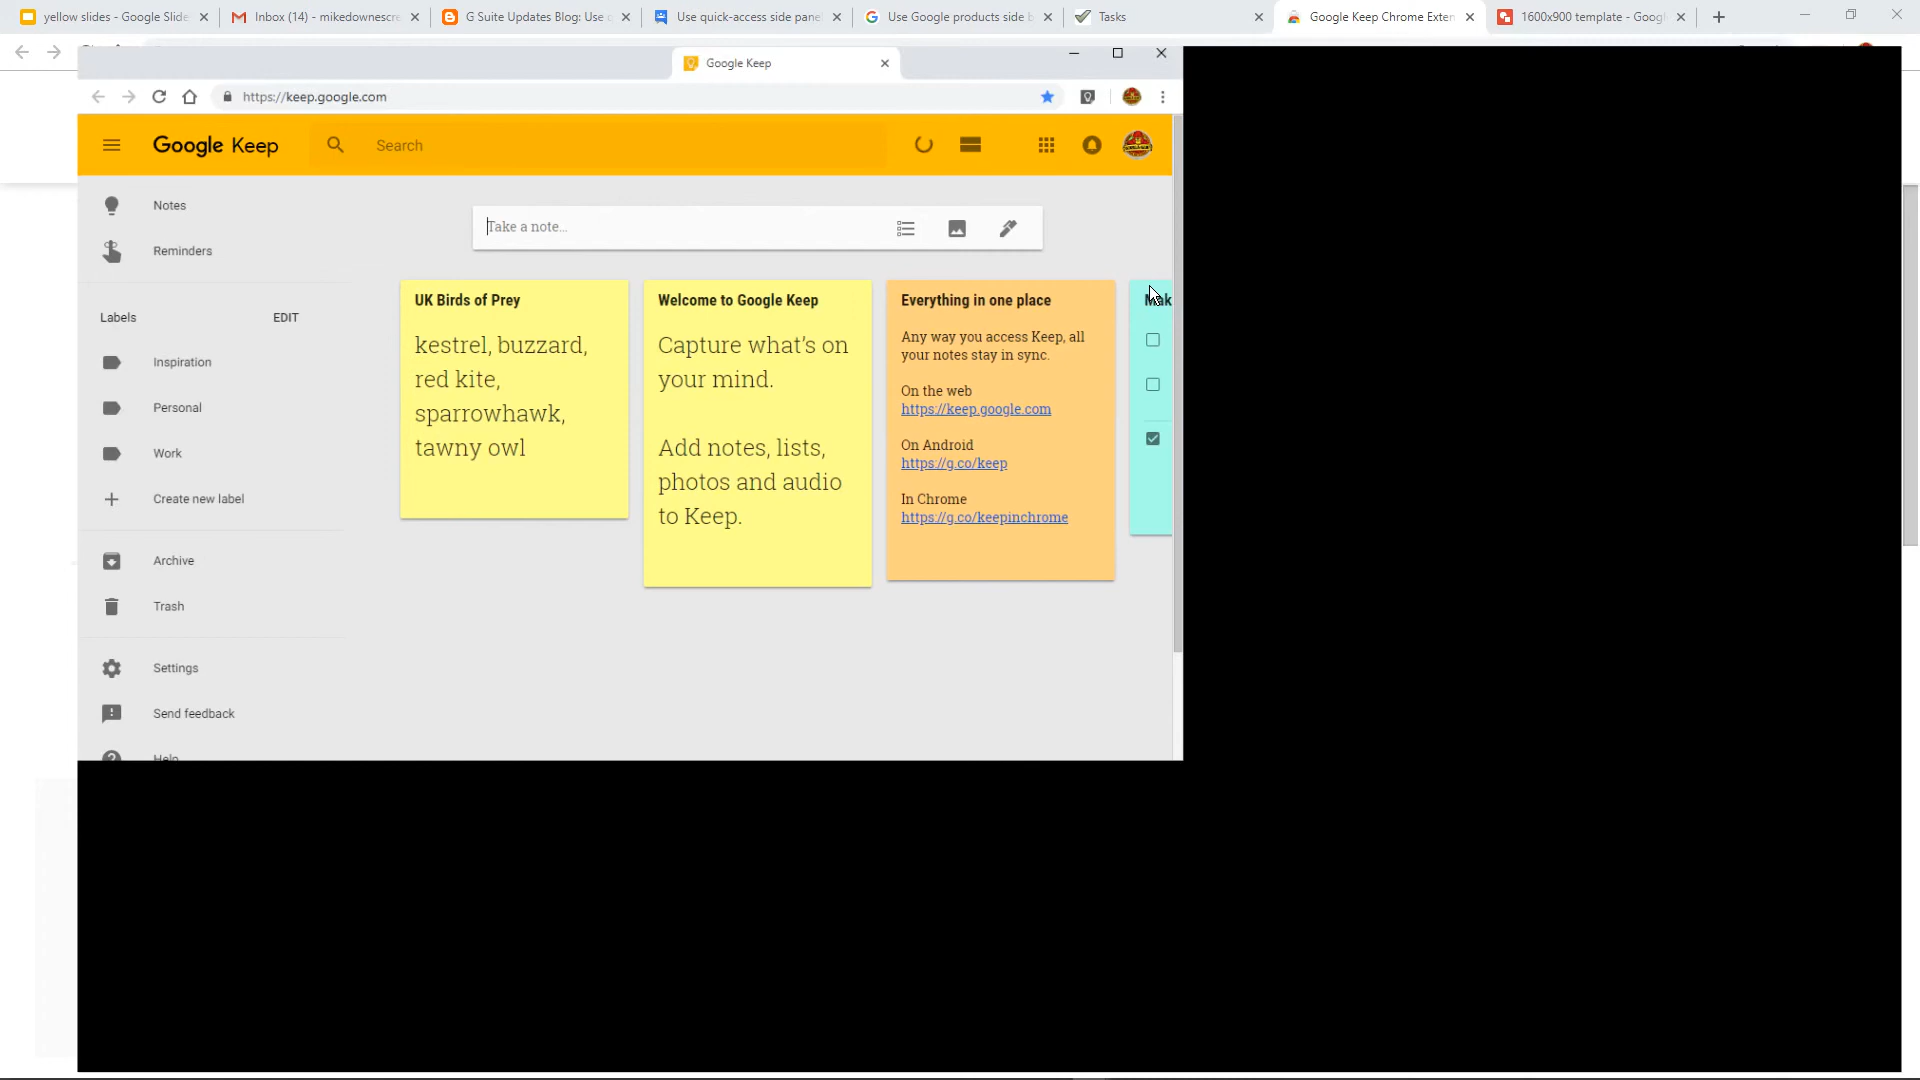 yellow slides - Google Slide
Inbox (14) - mikedownescre
G Suite Updates Blog: Use
Use quick-access side panel
Use Google products side b
Tasks
Google Keep Chrome Exten
1600x900 template - Googl
Google Keep
https://keep.google.com
Google Keep
Search
Notes
Reminders
Labels
EDIT
Inspiration
Personal
Work
Create new label
Archive
Trash
Settings
Send feedback
Help
Take a note...
UK Birds of Prey
kestrel, buzzard,
red kite,
sparrowhawk,
tawny owl
Welcome to Google Keep
Capture what's on
your mind.
Add notes, lists,
photos and audio
to Keep.
Everything in one place
Any way you access Keep, all
your notes stay in sync.
On the web
https://keep.google.com
On Android
https://g.co/keep
In Chrome
https://g.co/keepinchrome
Mak